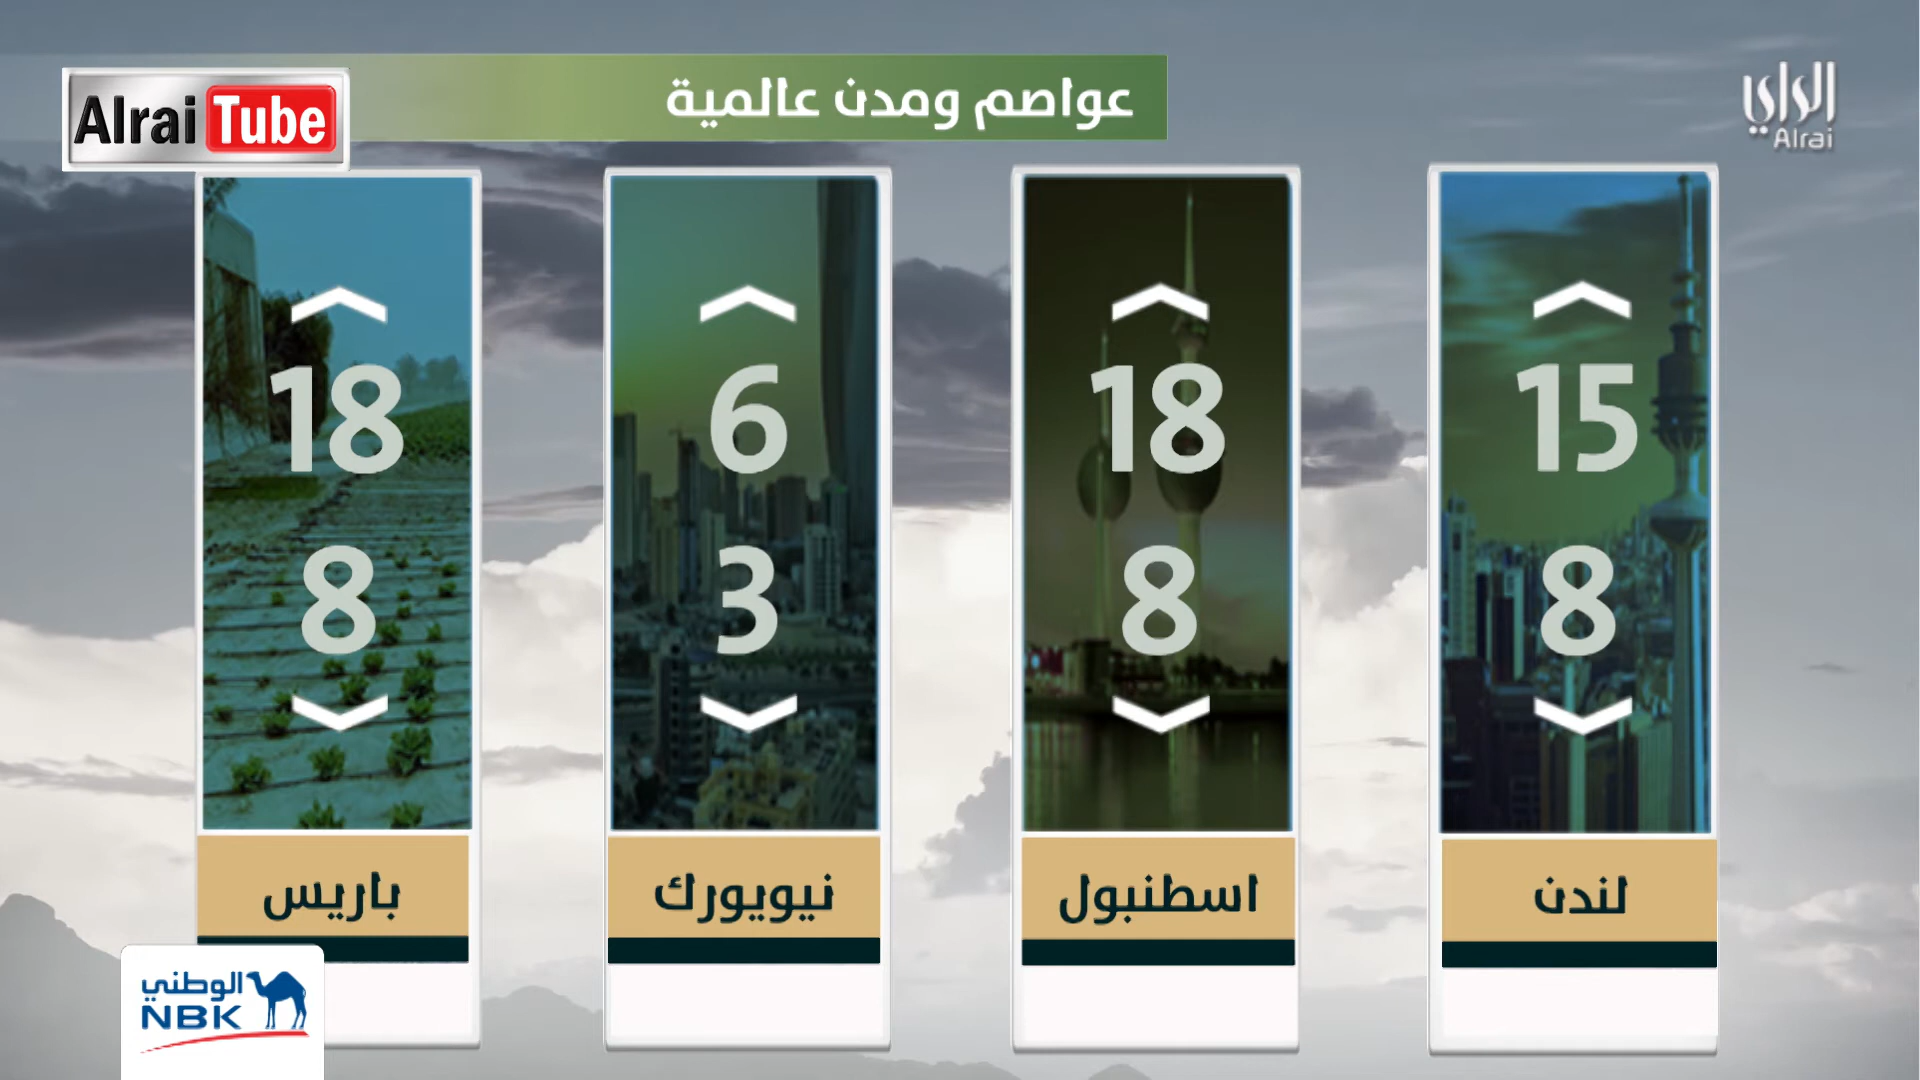 عواصم ومدن عالمية
Alrai Tube
الراي
Alrai
15
18
6
18
8
8
3
8
لندن
اسطنبول
نيويورك
باريس
الوطني
NBK